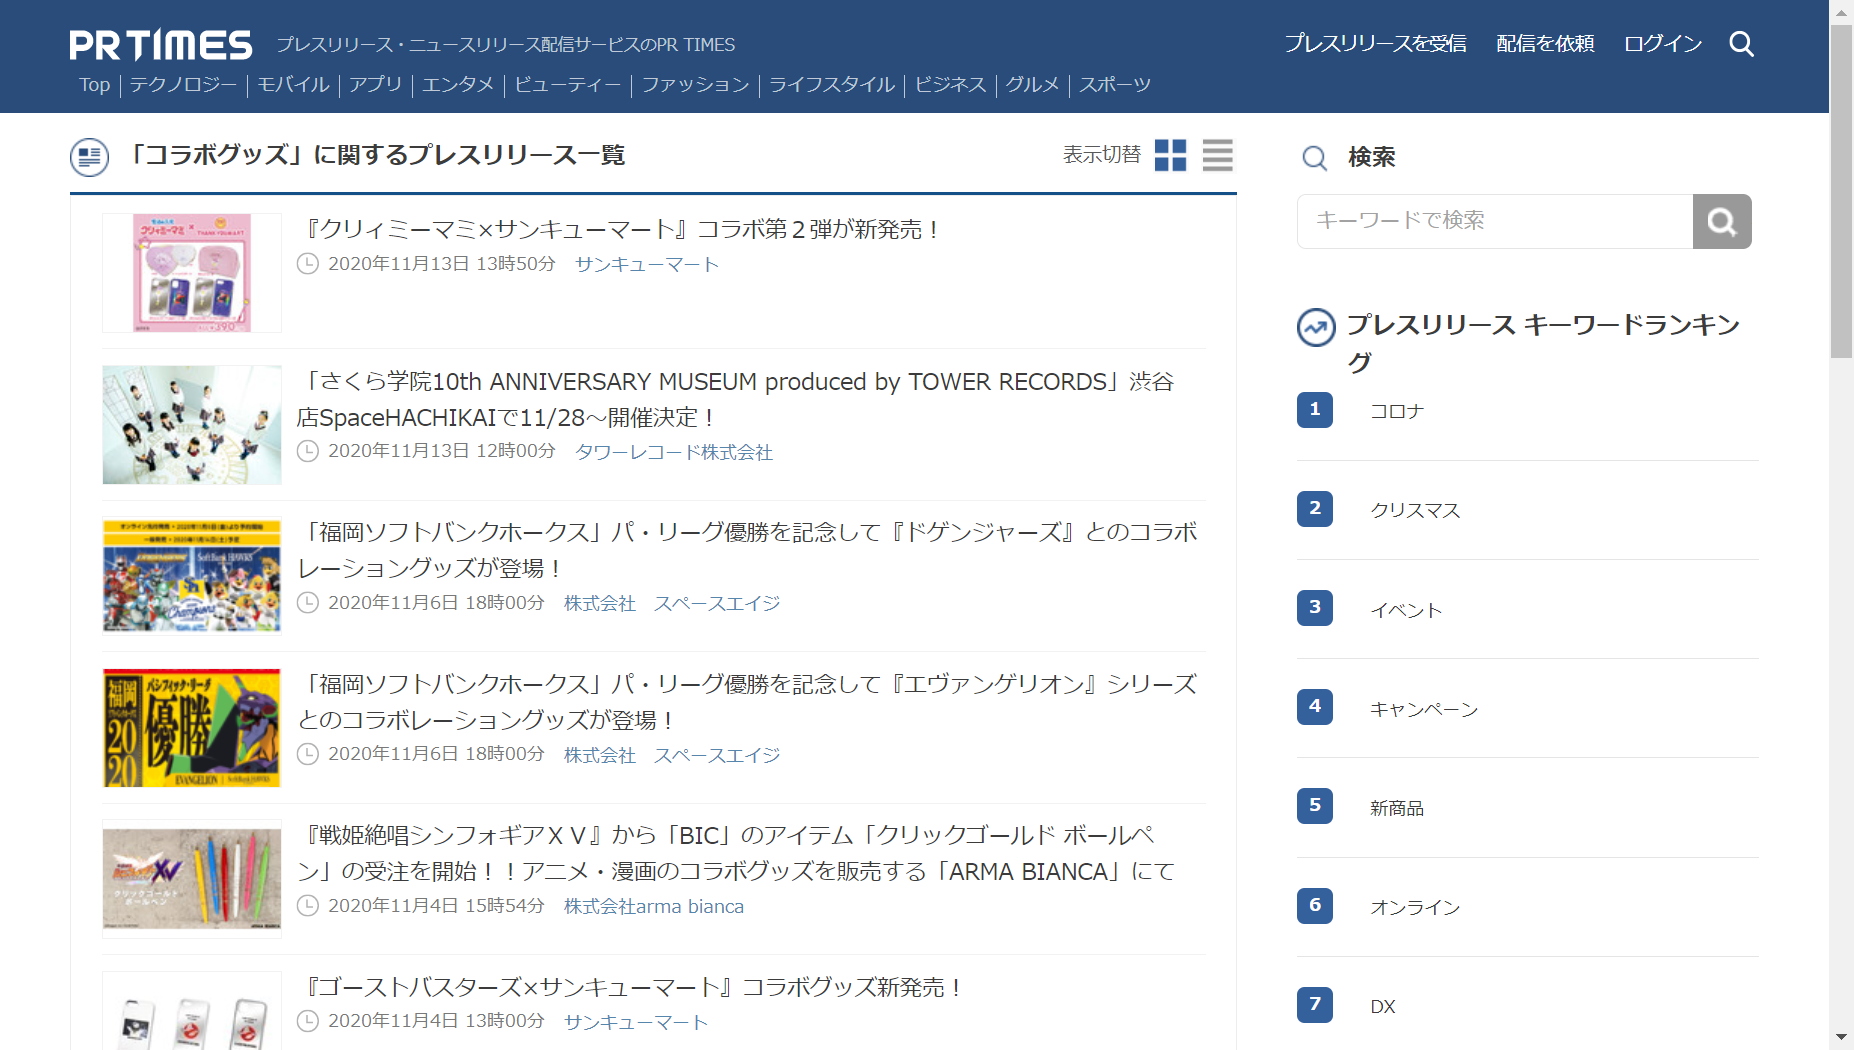 PR TIMES
プレスリリース・ニュースリリース配信サービスのPR TIMES
プレスリリースを受信
配信を依頼
ログイン
Top
テクノロジー
モバイル
アプリ
エンタメ
ビューティー
ファッション
ライフスタイル
ビジネス
グルメ
スポーツ
「コラボグッズ」に関するプレスリリース一覧
表示切替
『クリィミーマミ×サンキューマート』コラボ第２弾が新発売！
2020年11月13日 13時50分 サンキューマート
「さくら学院10th ANNIVERSARY MUSEUM produced by TOWER RECORDS」渋谷
店SpaceHACHIKAIで11/28～開催決定！
2020年11月13日 12時00分 タワーレコード株式会社
「福岡ソフトバンクホークス」パ・リーグ優勝を記念して『ドゲンジャーズ』とのコラボ
レーショングッズが登場！
2020年11月6日 18時00分 株式会社　スペースエイジ
パシフィック・リーグ
優勝
福岡
2020
EVANGELION
「福岡ソフトバンクホークス」パ・リーグ優勝を記念して『エヴァンゲリオン』シリーズ
とのコラボレーショングッズが登場！
2020年11月6日 18時00分 株式会社　スペースエイジ
XV
クリックゴールド
ボールペン
『戦姫絶唱シンフォギアＸＶ』から「BIC」のアイテム「クリックゴールド ボールペ
ン」の受注を開始！！アニメ・漫画のコラボグッズを販売する「ARMA BIANCA」にて
2020年11月4日 15時54分 株式会社arma bianca
『ゴーストバスターズ×サンキューマート』コラボグッズ新発売！
2020年11月4日 13時00分 サンキューマート
検索
キーワードで検索
プレスリリース キーワードランキン
グ
1 コロナ
2 クリスマス
3 イベント
4 キャンペーン
5 新商品
6 オンライン
7 DX